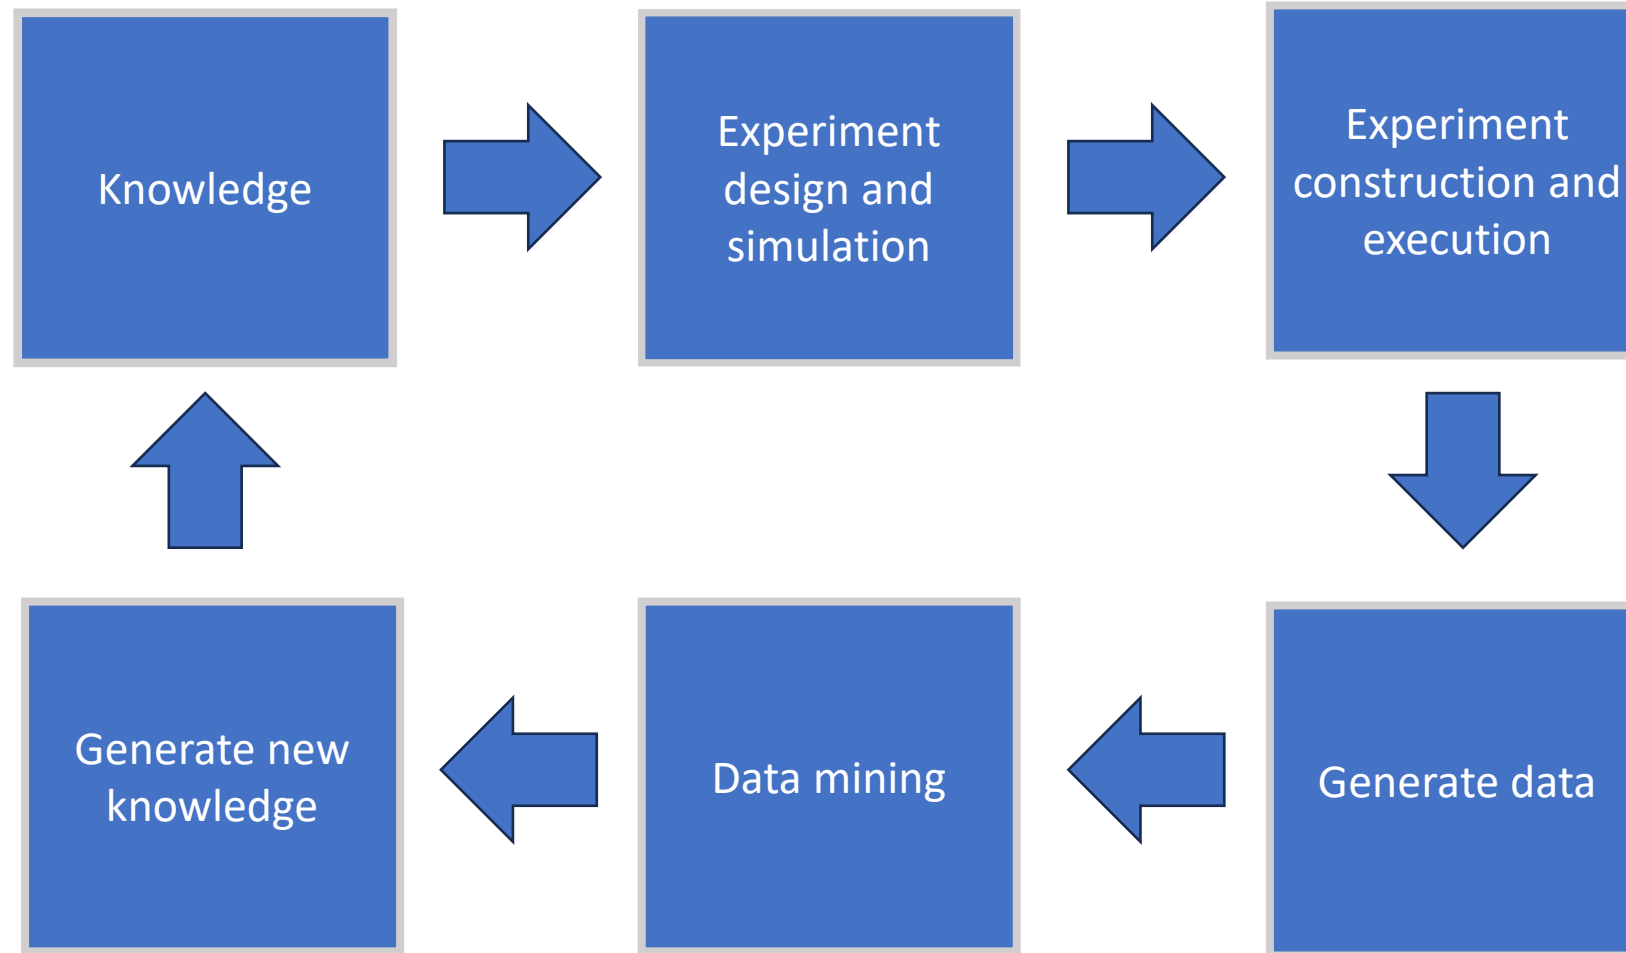 Knowledge
Experiment
design and
simulation
Experiment
construction and
execution
Generate new
knowledge
Data mining
Generate data